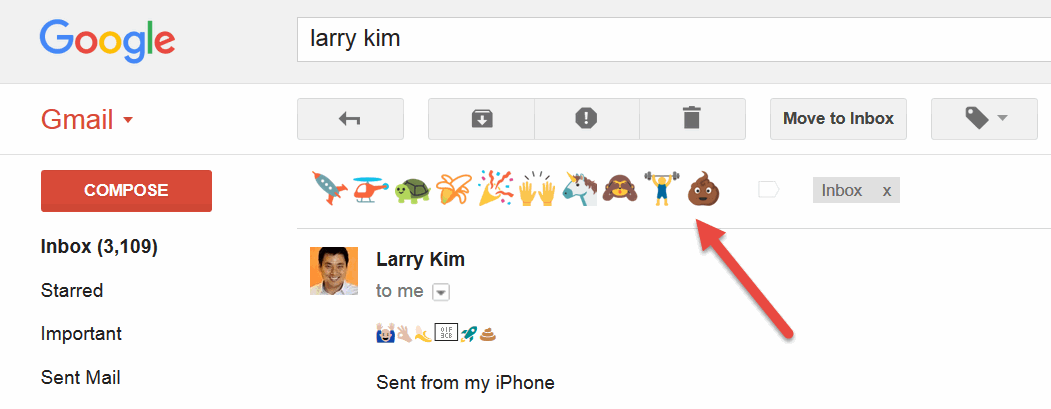 Google
larry kim
Gmail
Move to Inbox
COMPOSE
🚀🚁🐢🍌🎉🙌🦄🙈🏋️💩
Inbox x
Inbox (3,109)
Larry Kim
Starred
to me
Important
🙌🏻👌🏻🍌 01F3CB 🚀💩
Sent Mail
Sent from my iPhone